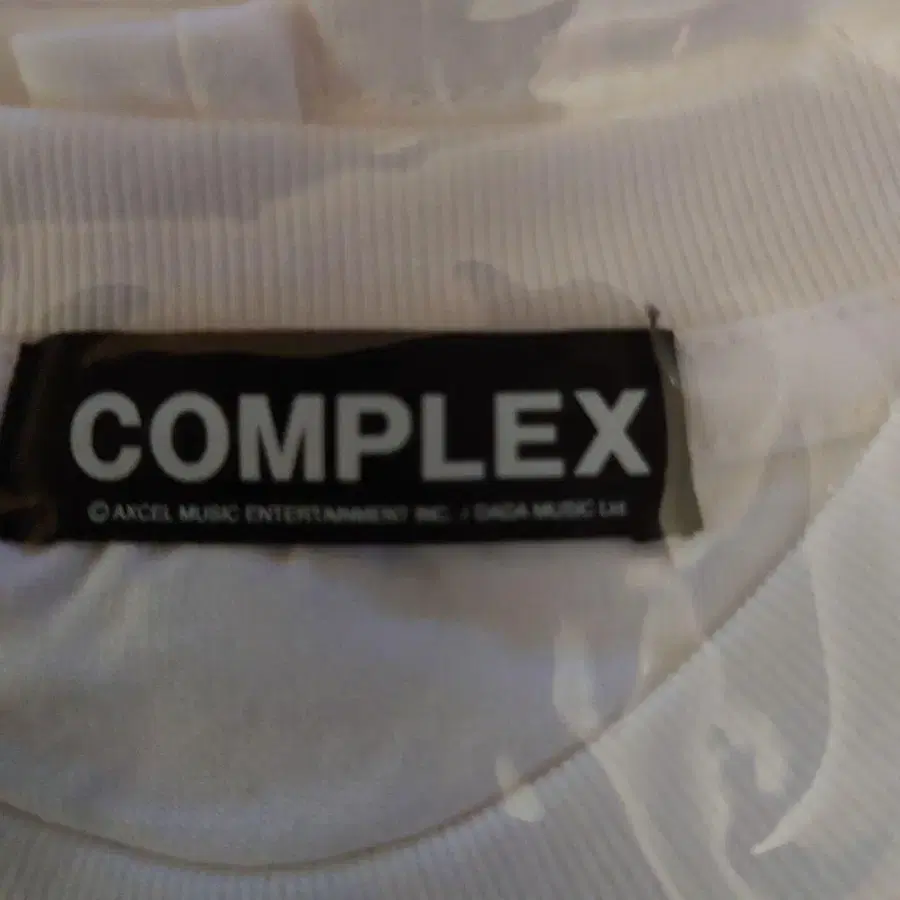 COMPLEX
© AXCEL MUSIC ENTERTAINMENT INC. / DADA MUSIC Ltd